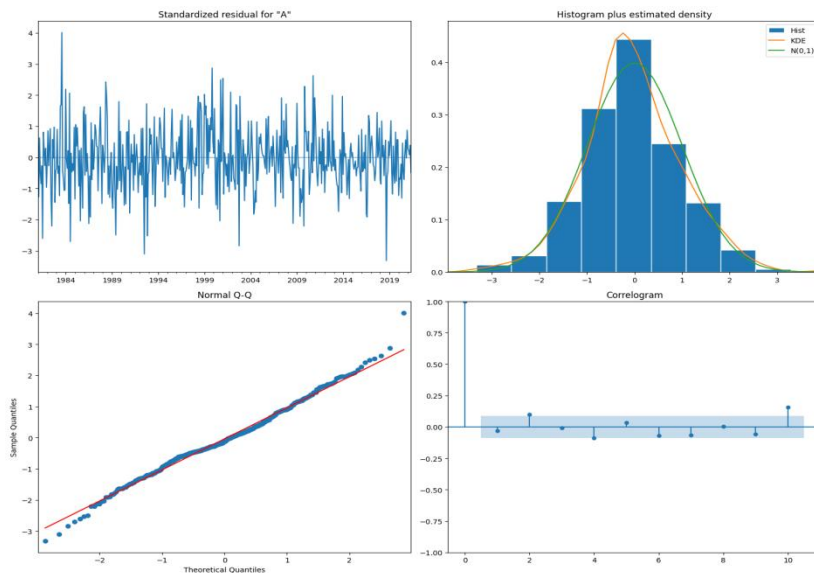 Standardized residual for "A"
4
3
2
1
0
−1
−2
−3
1984 1989 1994 1999 2004 2009 2014 2019
Histogram plus estimated density
Hist
KDE
N(0,1)
0.4
0.3
0.2
0.1
0.0
−3 −2 −1 0 1 2 3
Normal Q-Q
Sample Quantiles
4
3
2
1
0
−1
−2
−3
−2 −1 0 1 2
Theoretical Quantiles
Correlogram
1.00
0.75
0.50
0.25
0.00
−0.25
−0.50
−0.75
−1.00
0 2 4 6 8 10